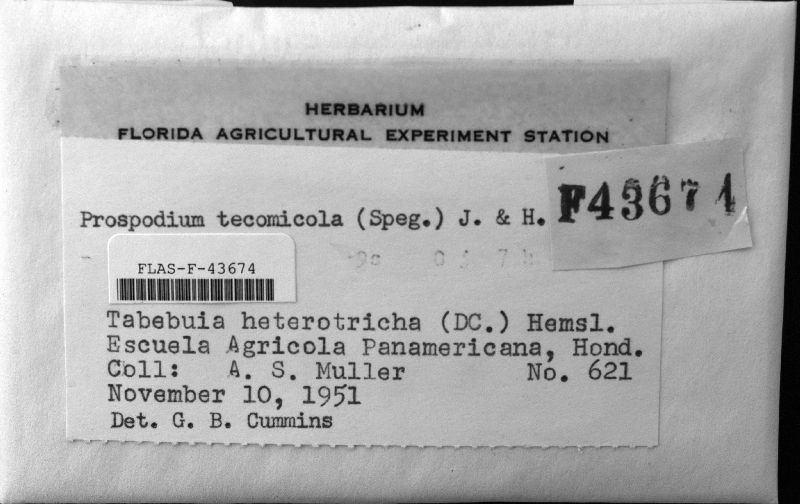 HERBARIUM
FLORIDA AGRICULTURAL EXPERIMENT STATION
F43674
Prospodium tecomicola (Speg.) J. & H.
FLAS-F-43674
Tabebuia heterotricha (DC.) Hemsl.
Escuela Agricola Panamericana, Hond.
Coll: A. S. Muller No. 621
November 10, 1951
Det. G. B. Cummins